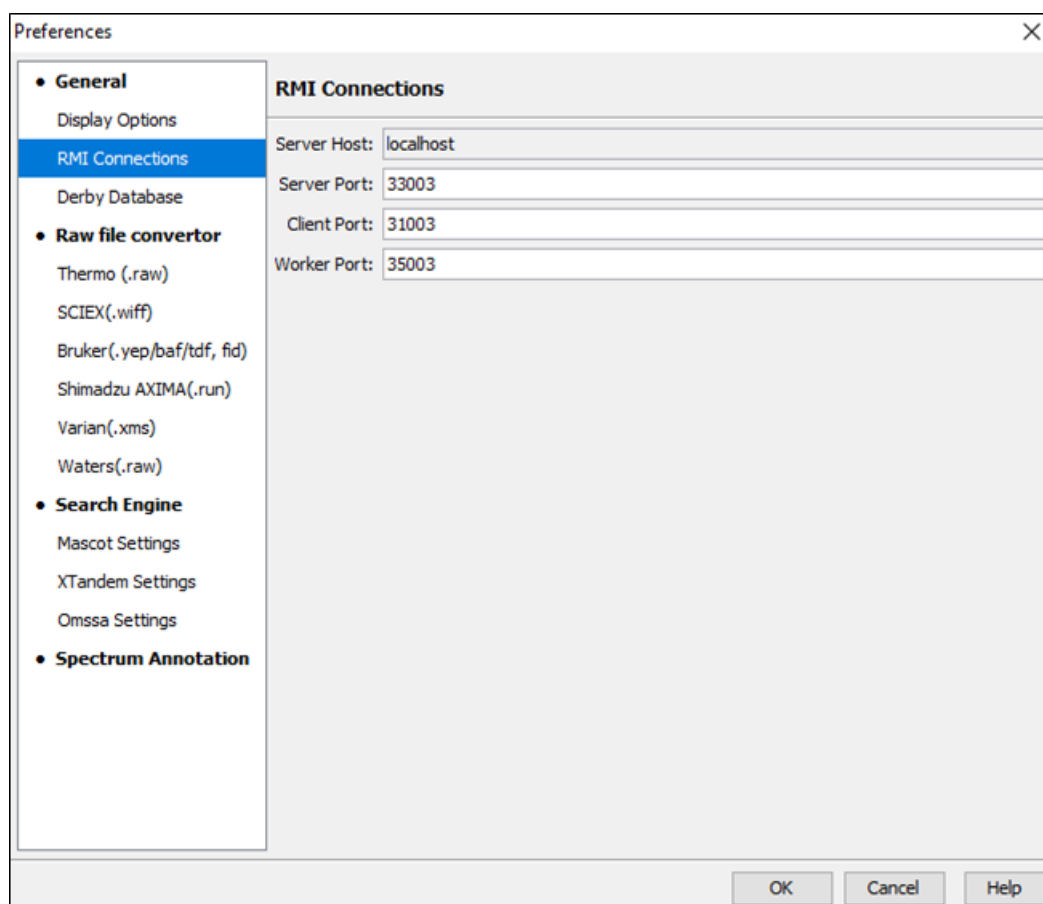 Preferences
• General
Display Options
RMI Connections
Derby Database
• Raw file convertor
Thermo (.raw)
SCIEX(.wiff)
Bruker(.yep/baf/tdf, fid)
Shimadzu AXIMA(.run)
Varian(.xms)
Waters(.raw)
• Search Engine
Mascot Settings
XTandem Settings
Omssa Settings
• Spectrum Annotation
RMI Connections
Server Host: localhost
Server Port: 33003
Client Port: 31003
Worker Port: 35003
OK Cancel Help